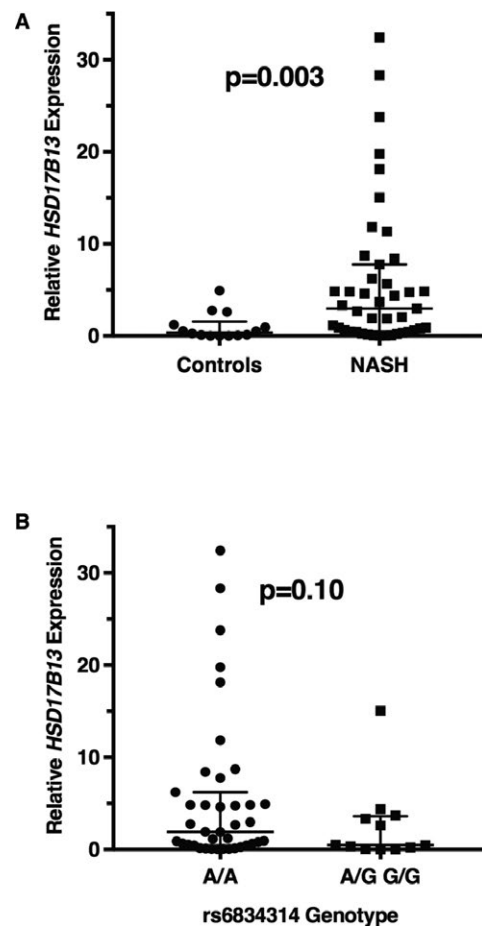 A
Relative HSD17B13 Expression
30
20
10
0
p=0.003
Controls NASH
B
Relative HSD17B13 Expression
30
20
10
0
p=0.10
A/A A/G G/G
rs6834314 Genotype